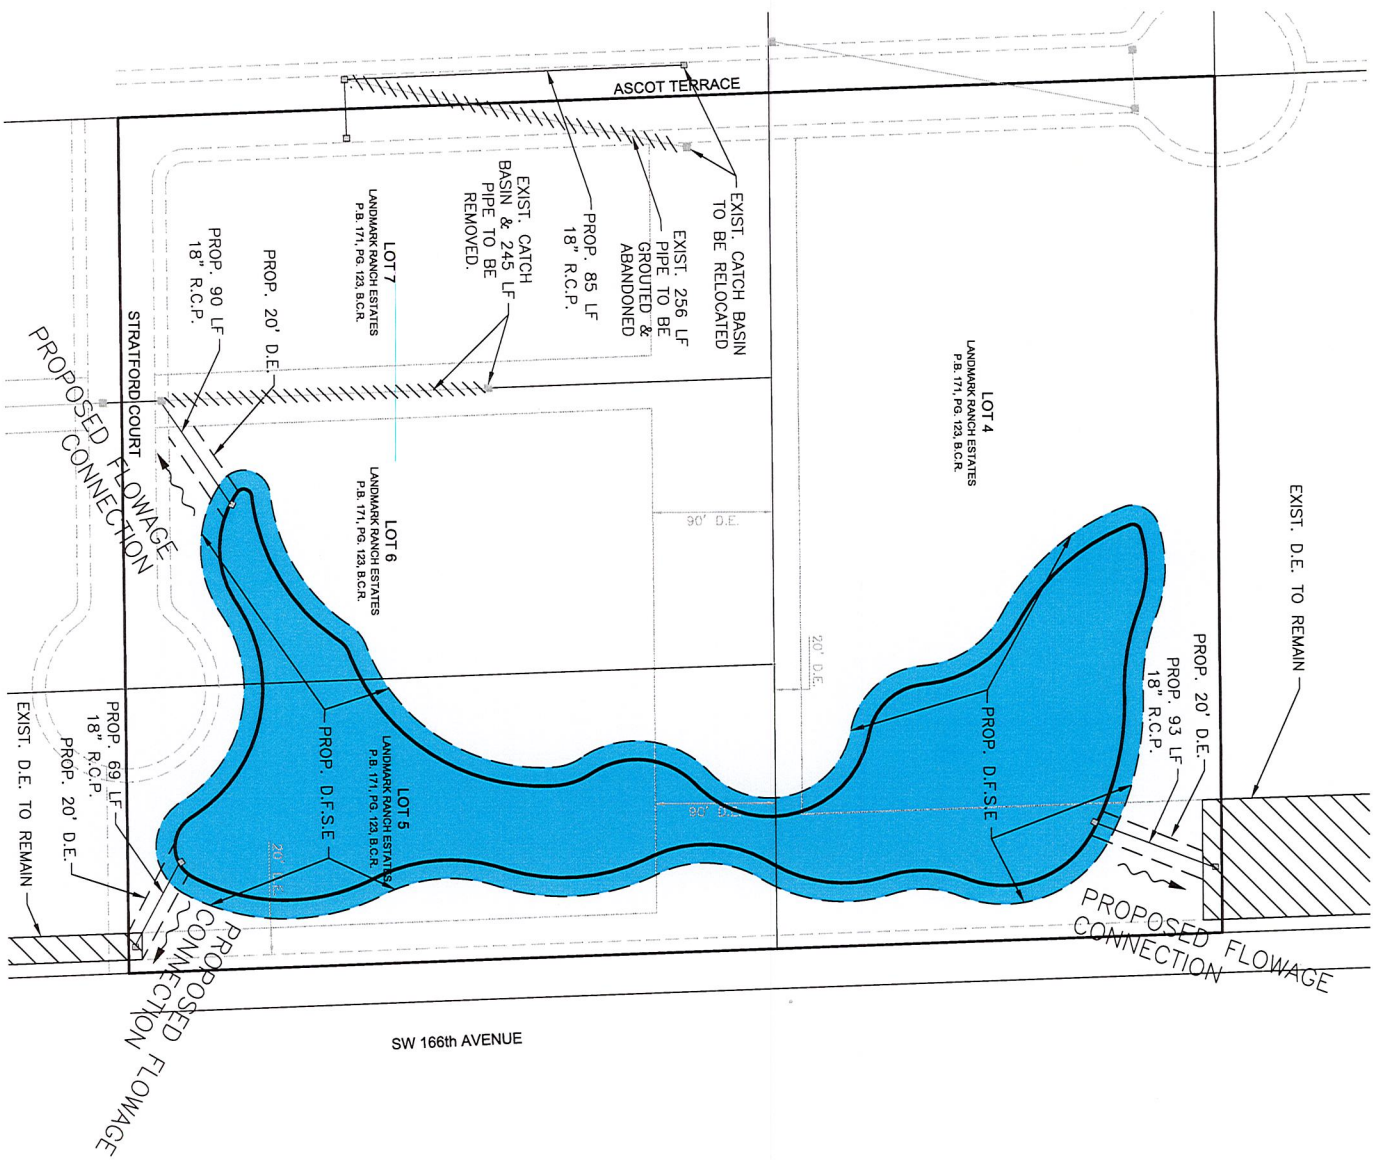 ASCOT TERRACE
EXIST. CATCH BASIN
TO BE RELOCATED
EXIST. 256 LF
PIPE TO BE
GROUTED &
ABANDONED
PROP. 85 LF
18" R.C.P.
EXIST. CATCH
BASIN & 245 LF
PIPE TO BE
REMOVED.
LOT 7
LANDMARK RANCH ESTATES
P.B. 171, PG. 123, B.C.R.
PROP. 20' D.E.
PROP. 90 LF
18" R.C.P.
STRATFORD COURT
PROPOSED FLOWAGE
CONNECTION
LOT 4
LANDMARK RANCH ESTATES
P.B. 171, PG. 123, B.C.R.
LOT 6
LANDMARK RANCH ESTATES
P.B. 171, PG. 123, B.C.R.
90' D.E.
20' D.E.
EXIST. D.E. TO REMAIN
PROP. 20' D.E.
PROP. 93 LF
18" R.C.P.
PROP. D.F.S.E
PROP. D.F.S.E
LOT 5
LANDMARK RANCH ESTATES
P.B. 171, PG. 123, B.C.R.
90' D.E.
20' D.E.
PROP. 69 LF
18" R.C.P.
PROP. 20' D.E.
EXIST. D.E. TO REMAIN
PROPOSED FLOWAGE
CONNECTION
PROPOSED
CONNECTION FLOWAGE
SW 166th AVENUE